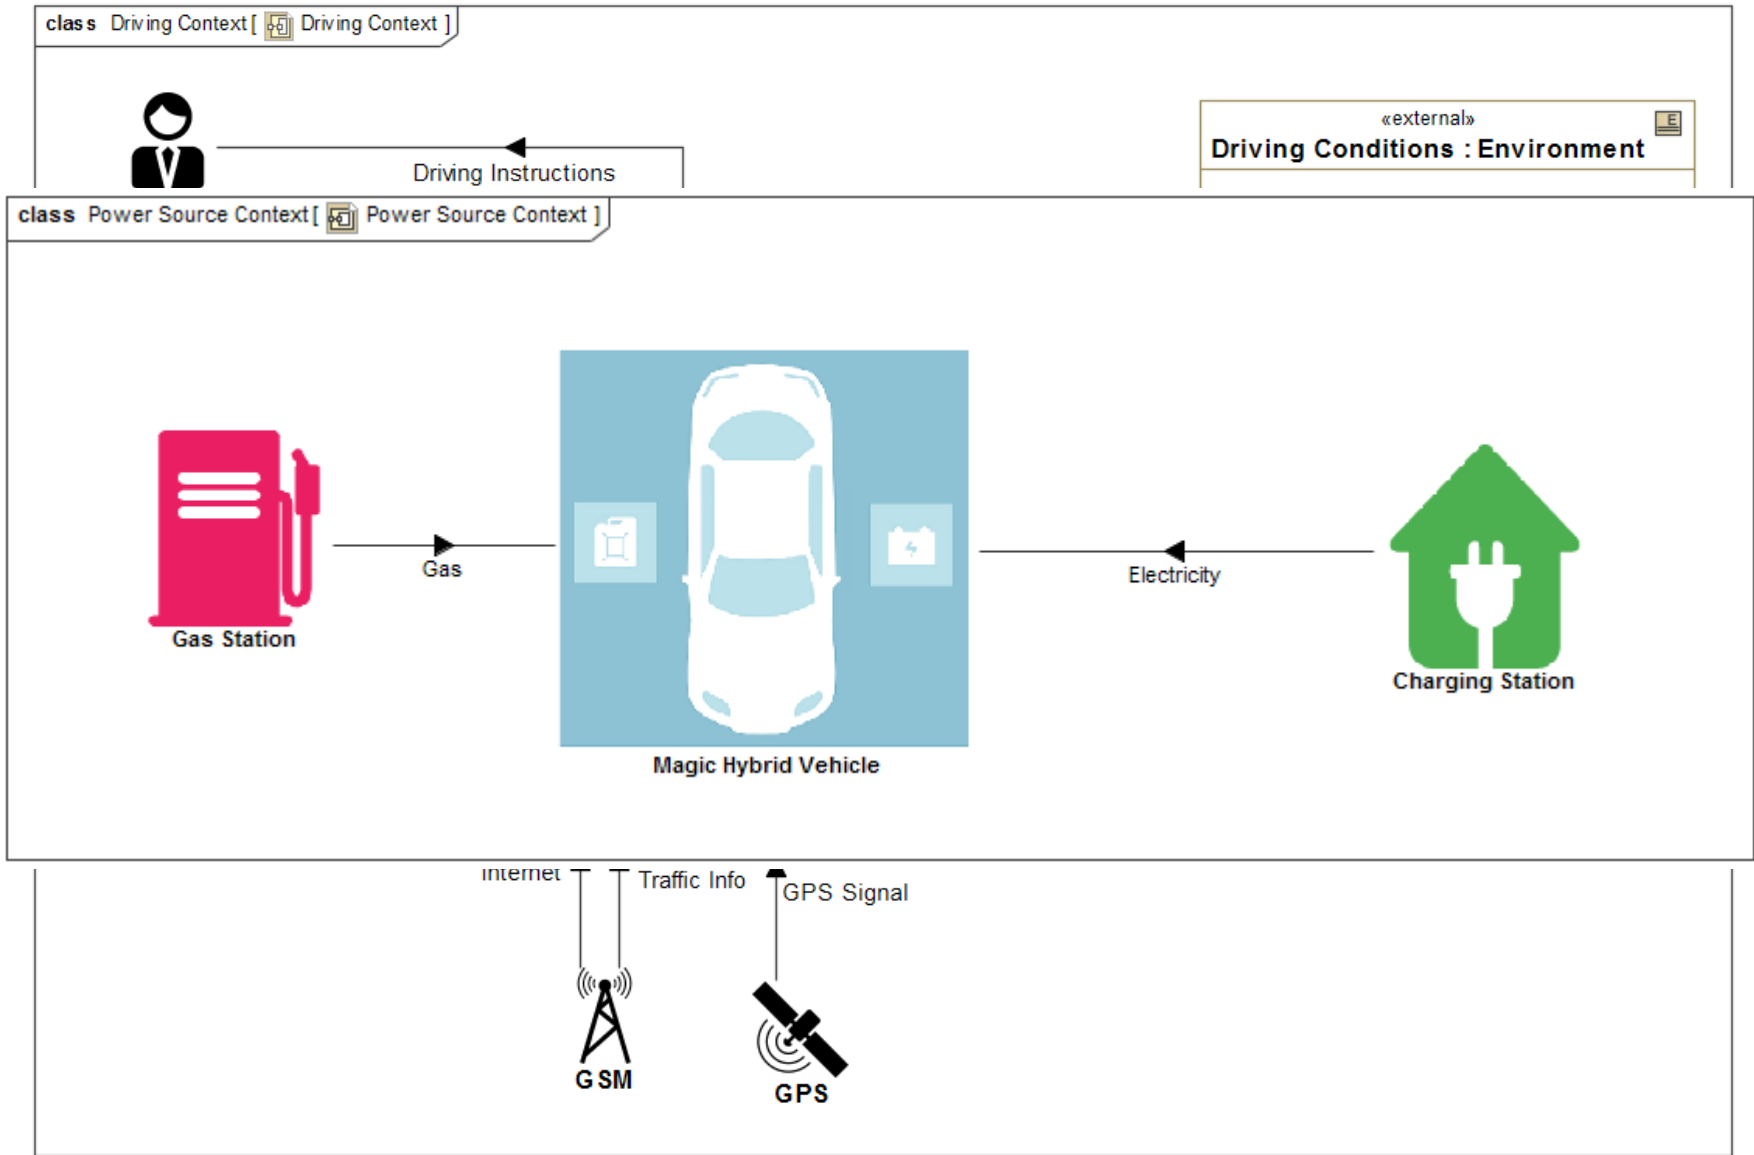 class Driving Context [ Driving Context ]
«external»
Driving Conditions : Environment
Driving Instructions
class Power Source Context [ Power Source Context ]
Gas
Electricity
Gas Station
Charging Station
Magic Hybrid Vehicle
Internet
Traffic Info
GPS Signal
GSM
GPS